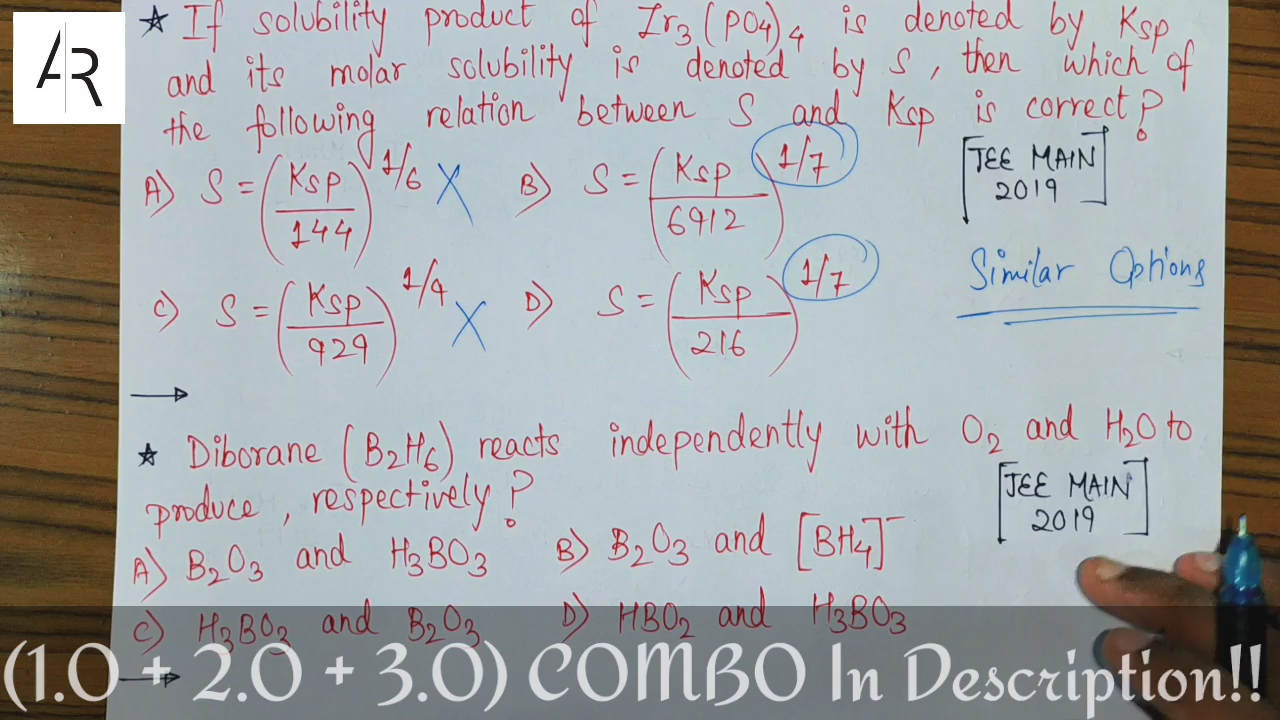 AR
★ If solubility product of Zr3(PO4)4 is denoted by Ksp
and its molar solubility is denoted by S, then which of
the following relation between S and Ksp is correct?
[JEE MAIN 2019]
A) S = (Ksp/144)^1/6 X B) S = (Ksp/6912)^1/7
Similar Options
C) S = (Ksp/929)^1/9 X D) S = (Ksp/216)^1/7
→
★ Diborane (B2H6) reacts independently with O2 and H2O to
produce, respectively?
[JEE MAIN 2019]
A) B2O3 and H3BO3 B) B2O3 and [BH4]−
C) H3BO3 and B2O3 D) HBO2 and H3BO3
→
(1.0 + 2.0 + 3.0) COMBO In Description!!